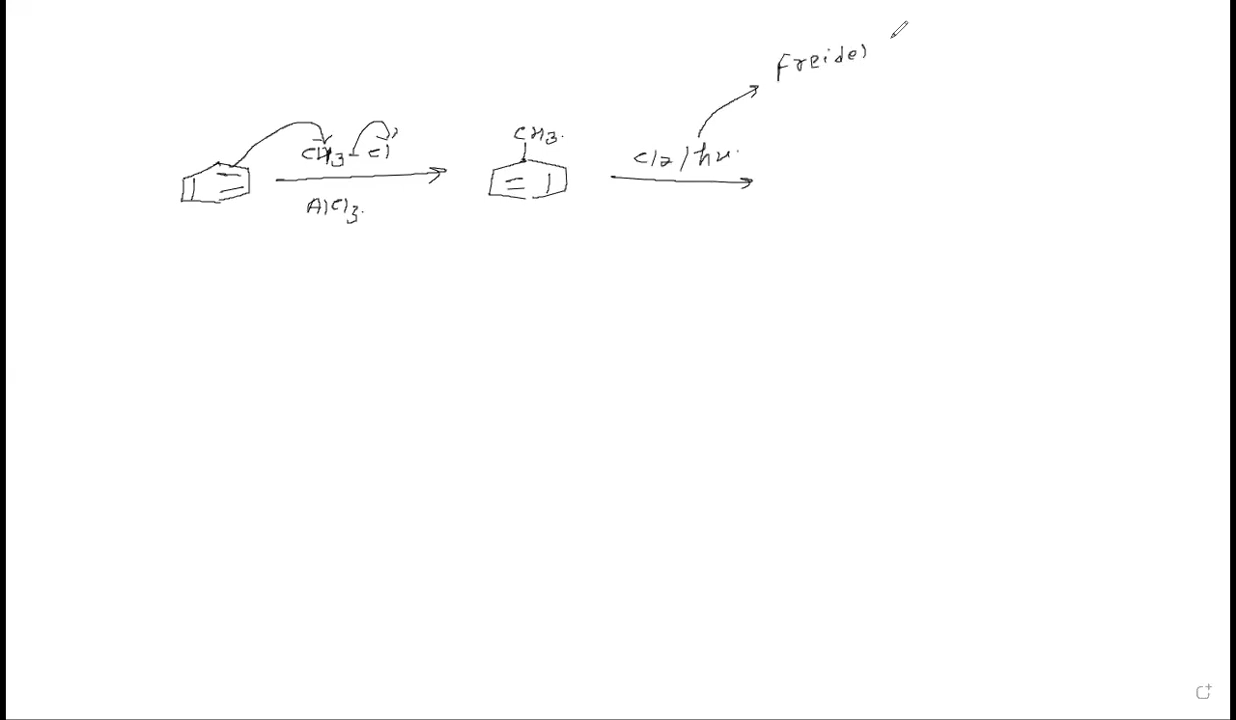 Freidel
CH3-Cl
CH3.
Cl2/hν.
AlCl3.